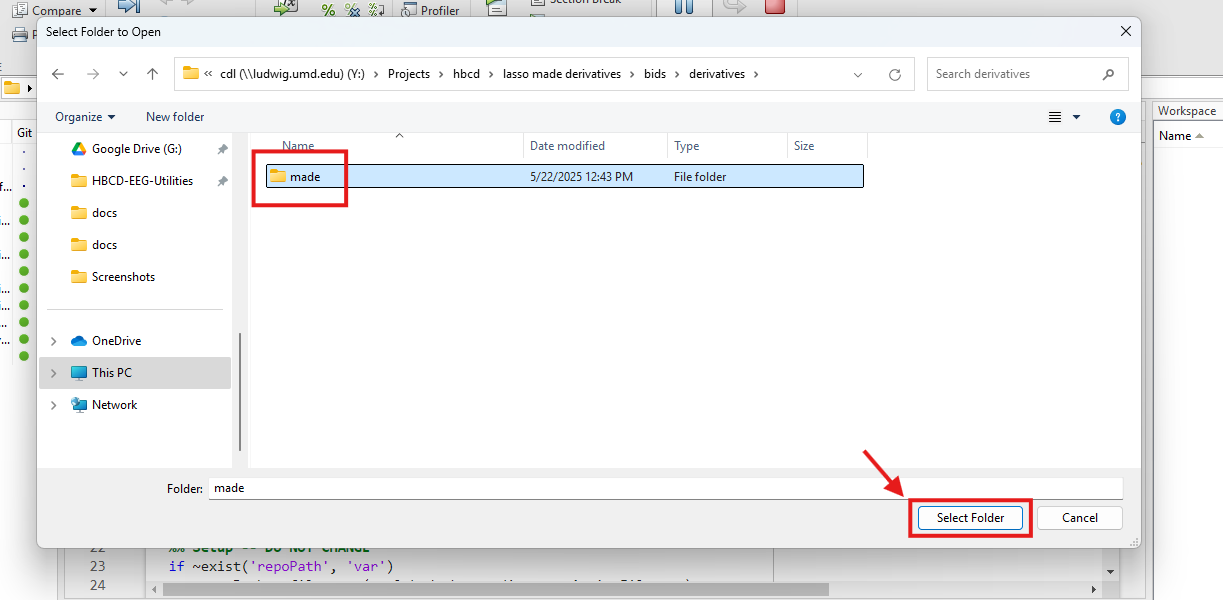 Compare
Section Break
Profiler
Select Folder to Open
cdl (\\ludwig.umd.edu) (Y:) > Projects > hbcd > lasso made derivatives > bids > derivatives >
Search derivatives
Organize
New folder
Workspace
Git
Name
Google Drive (G:)
HBCD-EEG-Utilities
docs
docs
Screenshots
OneDrive
This PC
Network
Name
Date modified
Type
Size
made
5/22/2025 12:43 PM
File folder
Folder:
made
Select Folder
Cancel
22
%% Setup -- DO NOT CHANGE
23
if ~exist('repoPath', 'var')
24